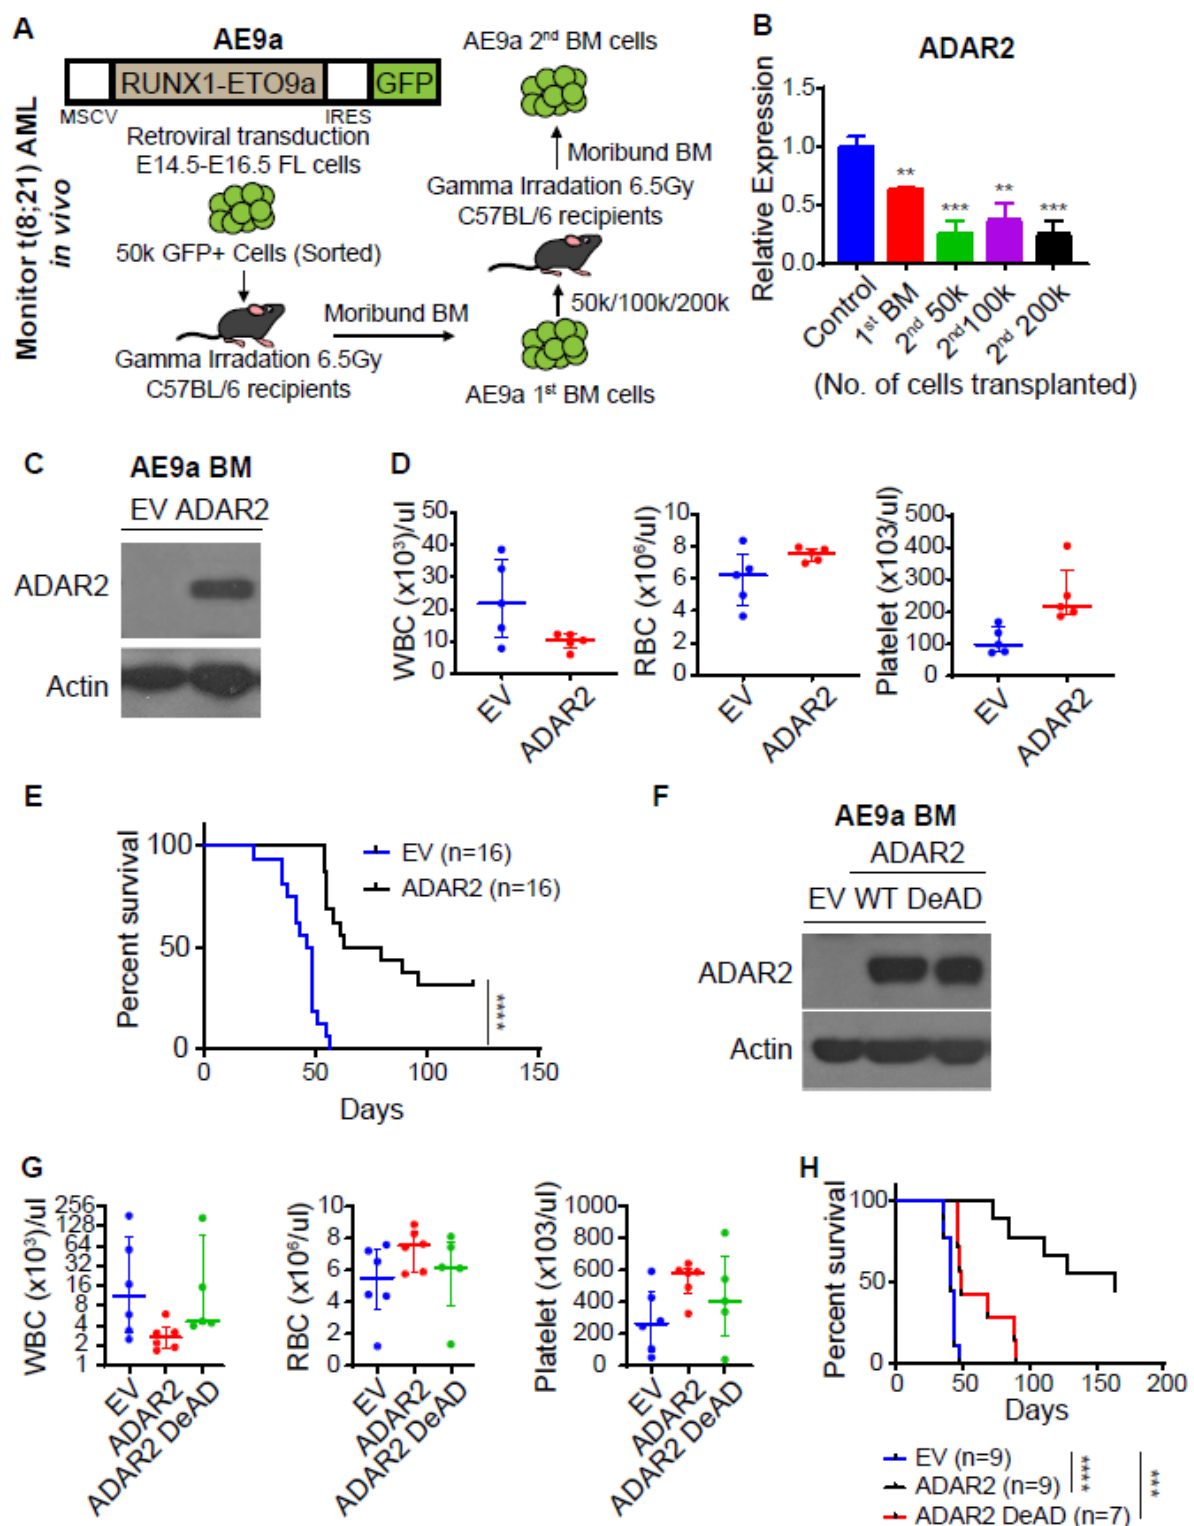 A
AE9a
RUNX1-ETO9a
GFP
MSCV
IRES
Retroviral transduction
E14.5-E16.5 FL cells
50k GFP+ Cells (Sorted)
Gamma Irradation 6.5Gy
C57BL/6 recipients
Moribund BM
AE9a 1st BM cells
50k/100k/200k
Gamma Irradation 6.5Gy
C57BL/6 recipients
Moribund BM
AE9a 2nd BM cells
Monitor t(8;21) AML
in vivo
B
ADAR2
Relative Expression
1.5
1.0
0.5
0.0
**
***
**
***
Control
1st BM
2nd 50k
2nd 100k
2nd 200k
(No. of cells transplanted)
C
AE9a BM
EV ADAR2
ADAR2
Actin
D
WBC (x10³)/ul
50
40
30
20
10
0
EV
ADAR2
RBC (x10⁶/ul)
10
8
6
4
2
0
EV
ADAR2
Platelet (x103/ul)
500
400
300
200
100
0
EV
ADAR2
E
Percent survival
100
50
0
0 50 100 150
Days
EV (n=16)
ADAR2 (n=16)
****
F
AE9a BM
ADAR2
EV WT DeAD
ADAR2
Actin
G
WBC (x10³)/ul
256
128
64
32
16
8
4
2
1
EV
ADAR2
ADAR2 DeAD
RBC (x10⁶/ul)
10
8
6
4
2
0
EV
ADAR2
ADAR2 DeAD
Platelet (x103/ul)
1000
800
600
400
200
0
EV
ADAR2
ADAR2 DeAD
H
Percent survival
100
50
0
0 50 100 150 200
Days
EV (n=9)
ADAR2 (n=9)
ADAR2 DeAD (n=7)
****
***